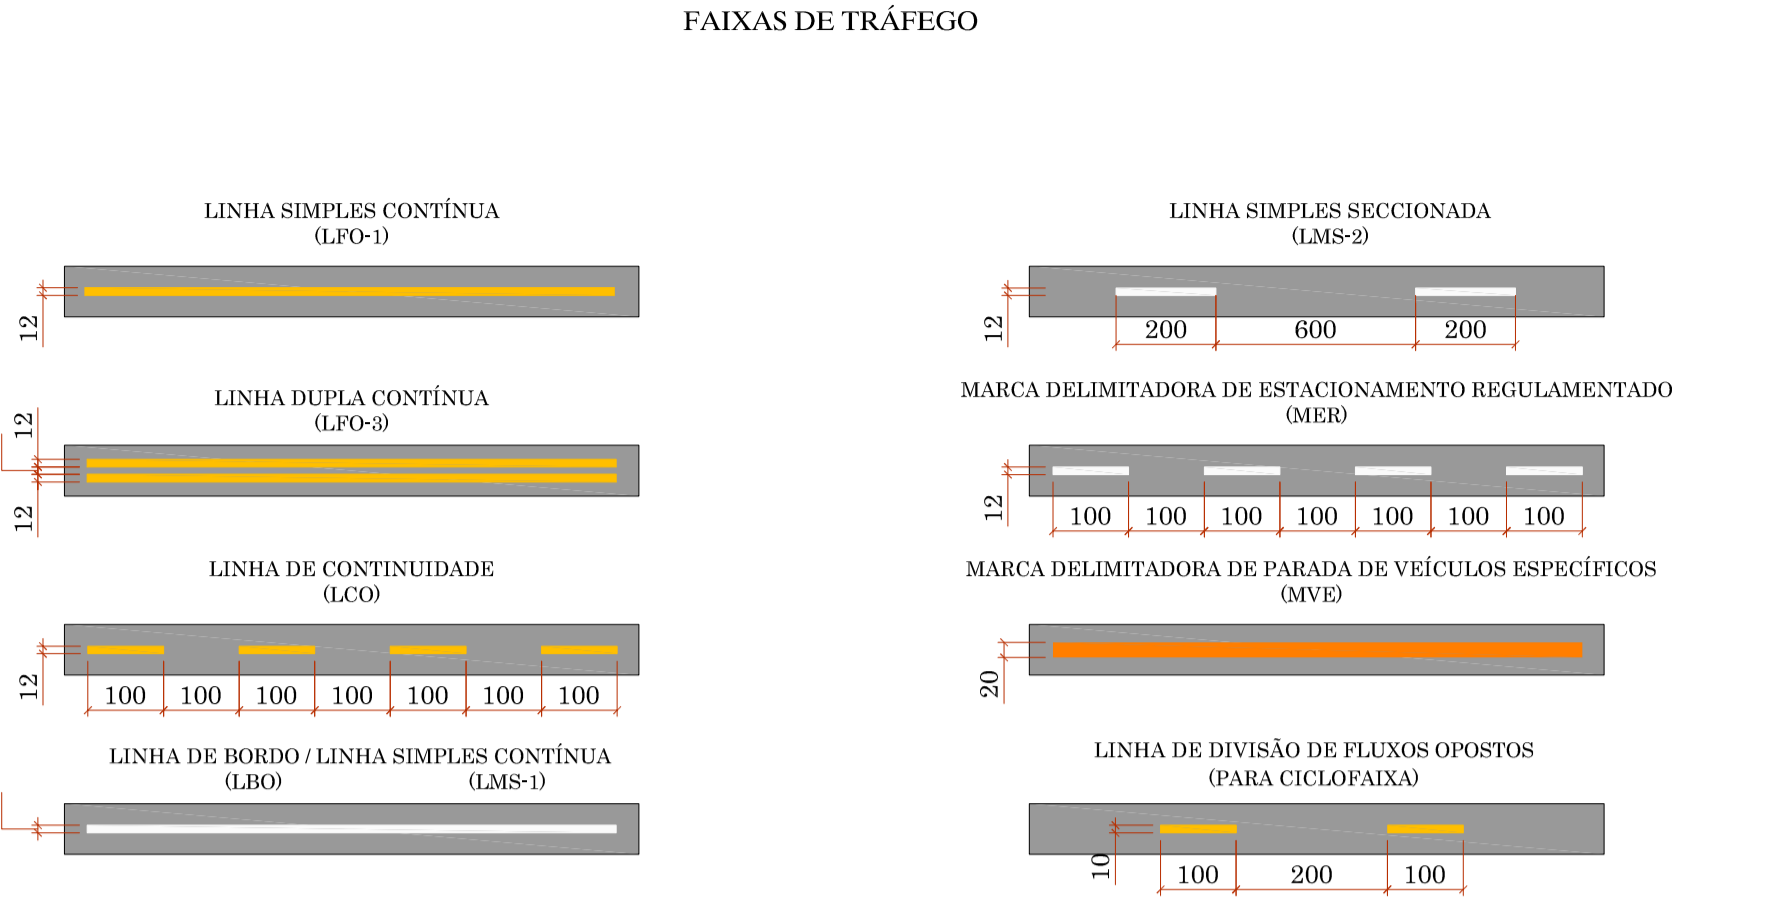 FAIXAS DE TRÁFEGO
LINHA SIMPLES CONTÍNUA
(LFO-1)
12
LINHA DUPLA CONTÍNUA
(LFO-3)
12
12
LINHA DE CONTINUIDADE
(LCO)
12
100 100 100 100 100 100 100
LINHA DE BORDO / LINHA SIMPLES CONTÍNUA
(LBO) (LMS-1)
LINHA SIMPLES SECCIONADA
(LMS-2)
12
200 600 200
MARCA DELIMITADORA DE ESTACIONAMENTO REGULAMENTADO
(MER)
12
100 100 100 100 100 100 100
MARCA DELIMITADORA DE PARADA DE VEÍCULOS ESPECÍFICOS
(MVE)
20
LINHA DE DIVISÃO DE FLUXOS OPOSTOS
(PARA CICLOFAIXA)
10
100 200 100